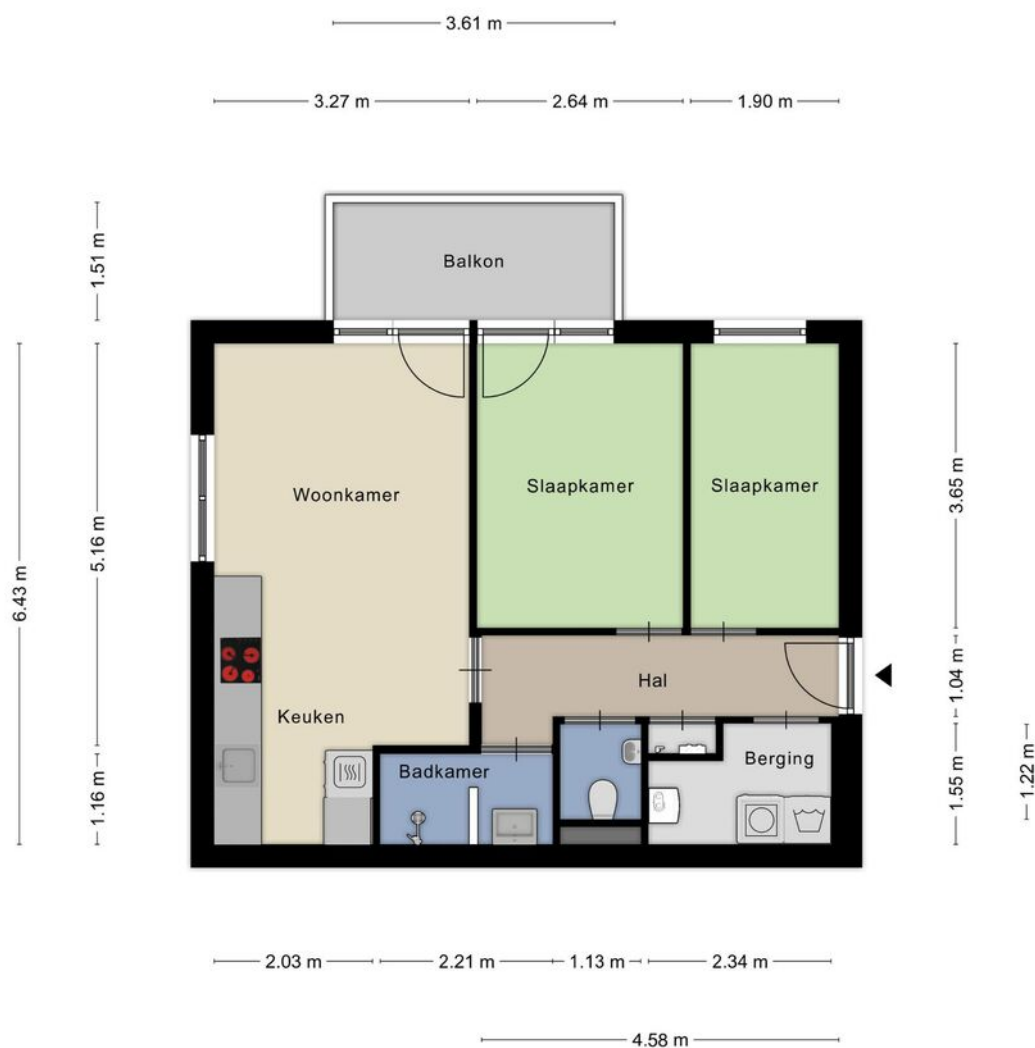 3.61 m
3.27 m
2.64 m
1.90 m
1.51 m
Balkon
6.43 m
5.16 m
Woonkamer
Slaapkamer
Slaapkamer
3.65 m
Keuken
Hal
1.04 m
1.16 m
Badkamer
Berging
1.55 m
1.22 m
2.03 m
2.21 m
1.13 m
2.34 m
4.58 m